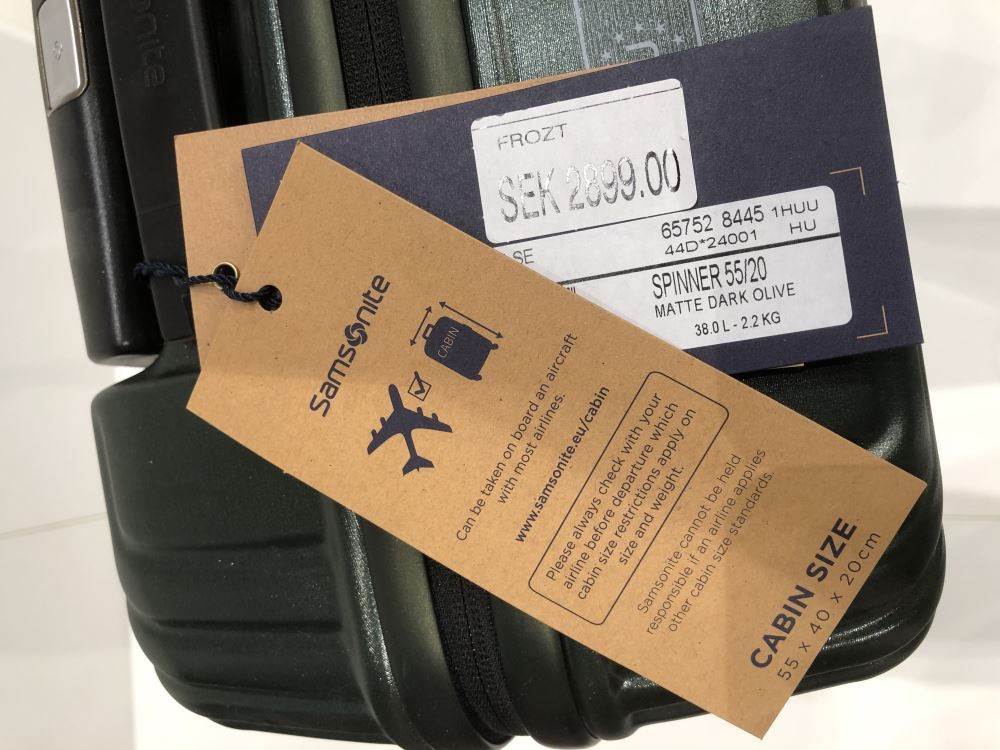 FROZT
SEK 2899.00
SE
65752 8445 1HUU
44D*24001 HU
SPINNER 55/20
MATTE DARK OLIVE
38.0 L - 2.2 KG
samsonite
CABIN
Can be taken on board an aircraft
with most airlines.
www.samsonite.eu/cabin
Please always check with your
airline before departure which
cabin size restrictions apply on
size and weight.
Samsonite cannot be held
responsible if an airline applies
other cabin size standards.
CABIN SIZE
55 x 40 x 20cm